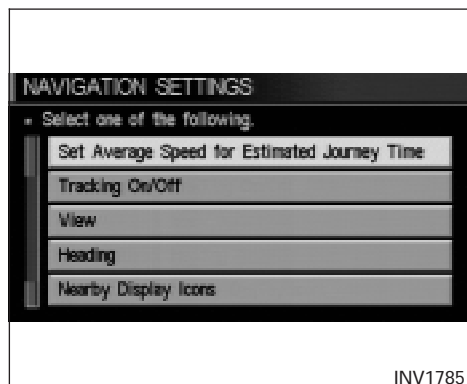 NAVIGATION SETTINGS
Select one of the following.
Set Average Speed for Estimated Journey Time
Tracking On/Off
View
Heading
Nearby Display Icons
INV1785